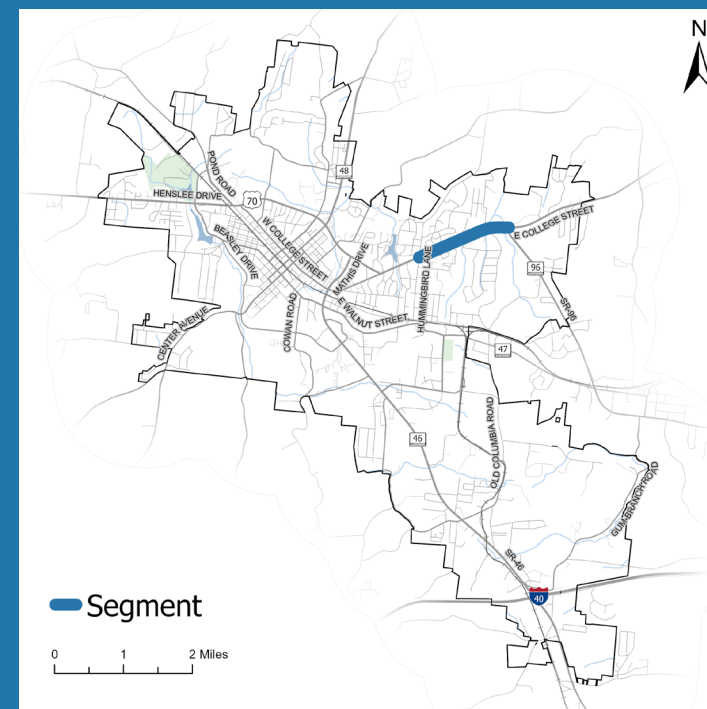 N
48
POND ROAD
HENSLEE DRIVE
70
W COLLEGE STREET
BEASLEY DRIVE
MATHIS DRIVE
E COLLEGE STREET
HUMMINGBIRD LANE
96
SR-96
COWAN ROAD
E WALNUT STREET
CENTER AVENUE
47
46
OLD COLUMBIA ROAD
GUM BRANCH ROAD
SR-46
40
Segment
0 1 2 Miles